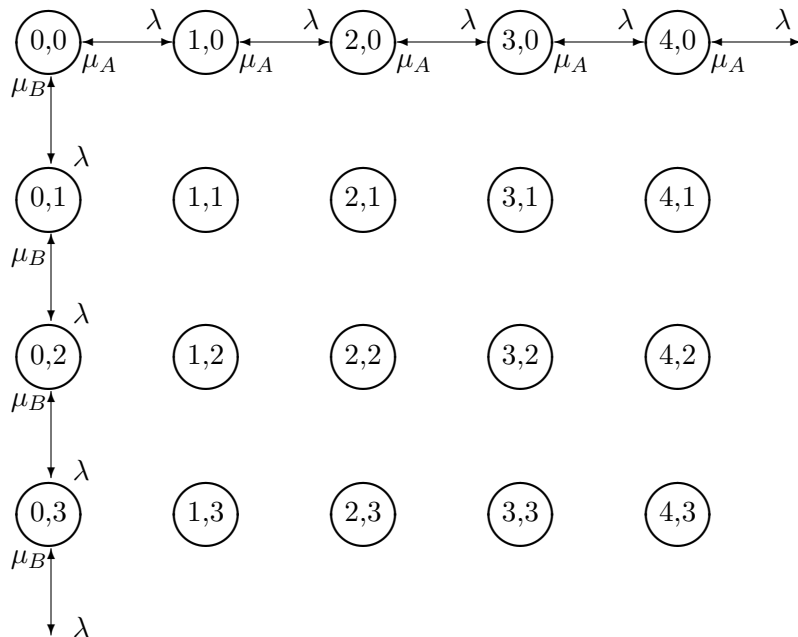 λ λ λ λ λ
0,0 1,0 2,0 3,0 4,0
μ_A μ_A μ_A μ_A μ_A
μ_B
λ
0,1 1,1 2,1 3,1 4,1
μ_B
λ
0,2 1,2 2,2 3,2 4,2
μ_B
λ
0,3 1,3 2,3 3,3 4,3
μ_B
λ